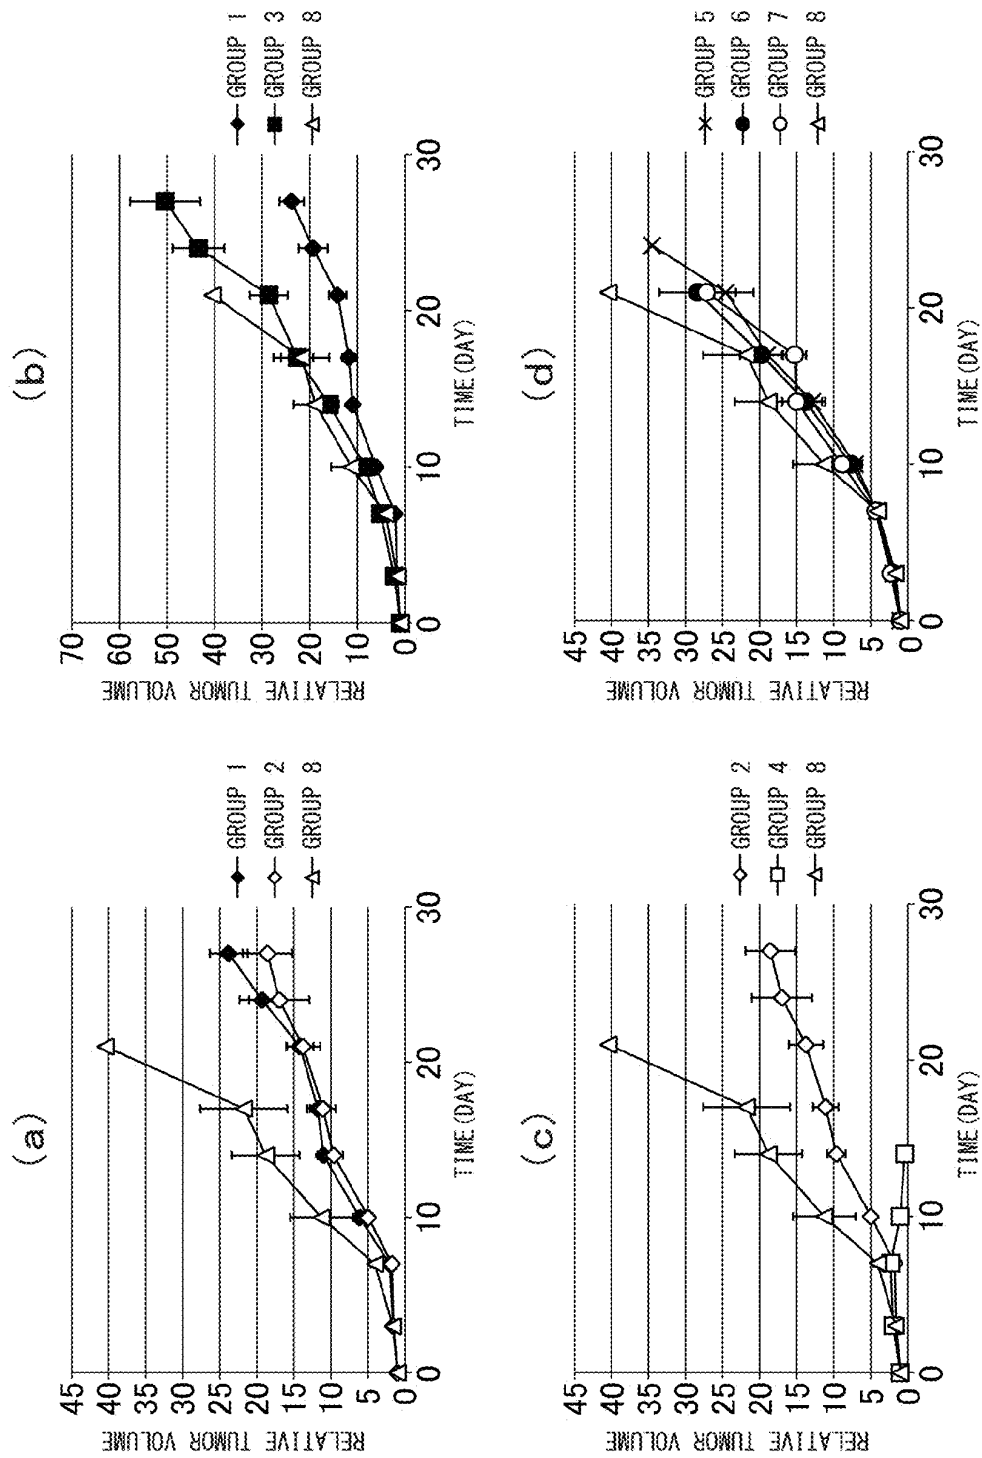 (a)
RELATIVE TUMOR VOLUME
45
40
35
30
25
20
15
10
5
0
0
10
20
30
TIME(DAY)
GROUP 1
GROUP 2
GROUP 8
(b)
RELATIVE TUMOR VOLUME
70
60
50
40
30
20
10
0
0
10
20
30
TIME(DAY)
GROUP 1
GROUP 3
GROUP 8
(c)
RELATIVE TUMOR VOLUME
45
40
35
30
25
20
15
10
5
0
0
10
20
30
TIME(DAY)
GROUP 2
GROUP 4
GROUP 8
(d)
RELATIVE TUMOR VOLUME
45
40
35
30
25
20
15
10
5
0
0
10
20
30
TIME(DAY)
GROUP 5
GROUP 6
GROUP 7
GROUP 8